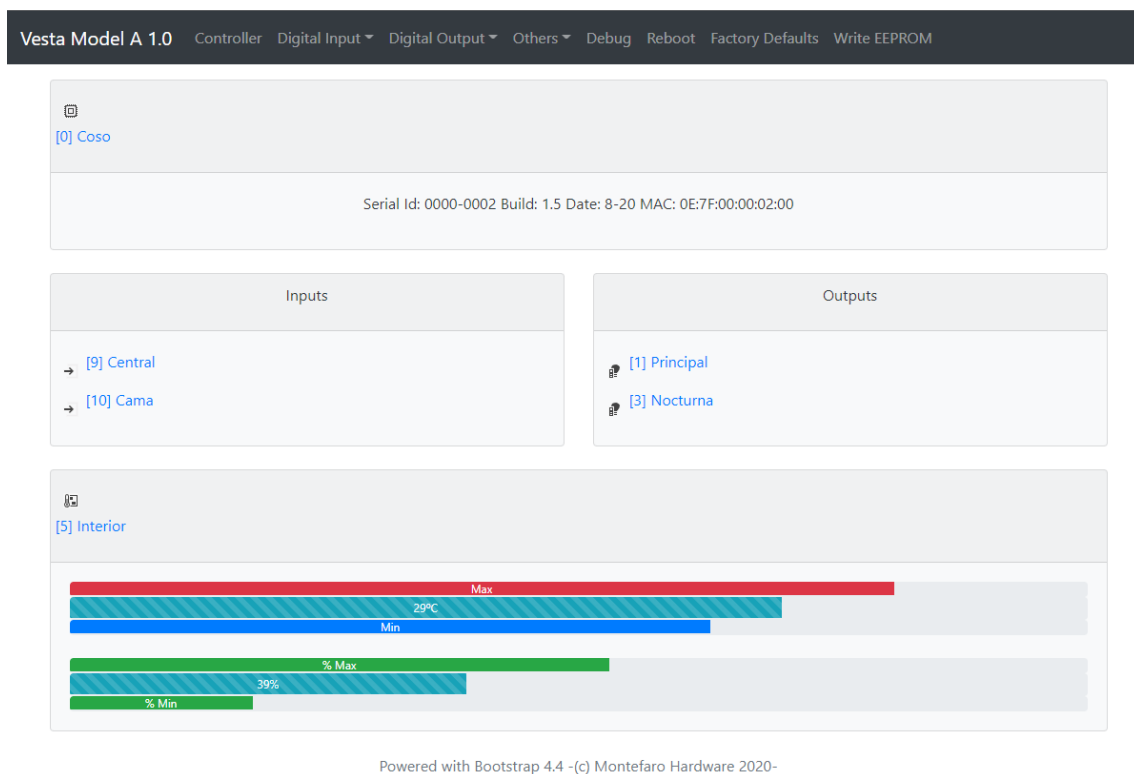 Vesta Model A 1.0 Controller Digital Input Digital Output Others Debug Reboot Factory Defaults Write EEPROM
[0] Coso
Serial Id: 0000-0002 Build: 1.5 Date: 8-20 MAC: 0E:7F:00:00:02:00
Inputs
[9] Central
[10] Cama
Outputs
[1] Principal
[3] Nocturna
[5] Interior
Max
29ºC
Min
% Max
39%
% Min
Powered with Bootstrap 4.4 -(c) Montefaro Hardware 2020-